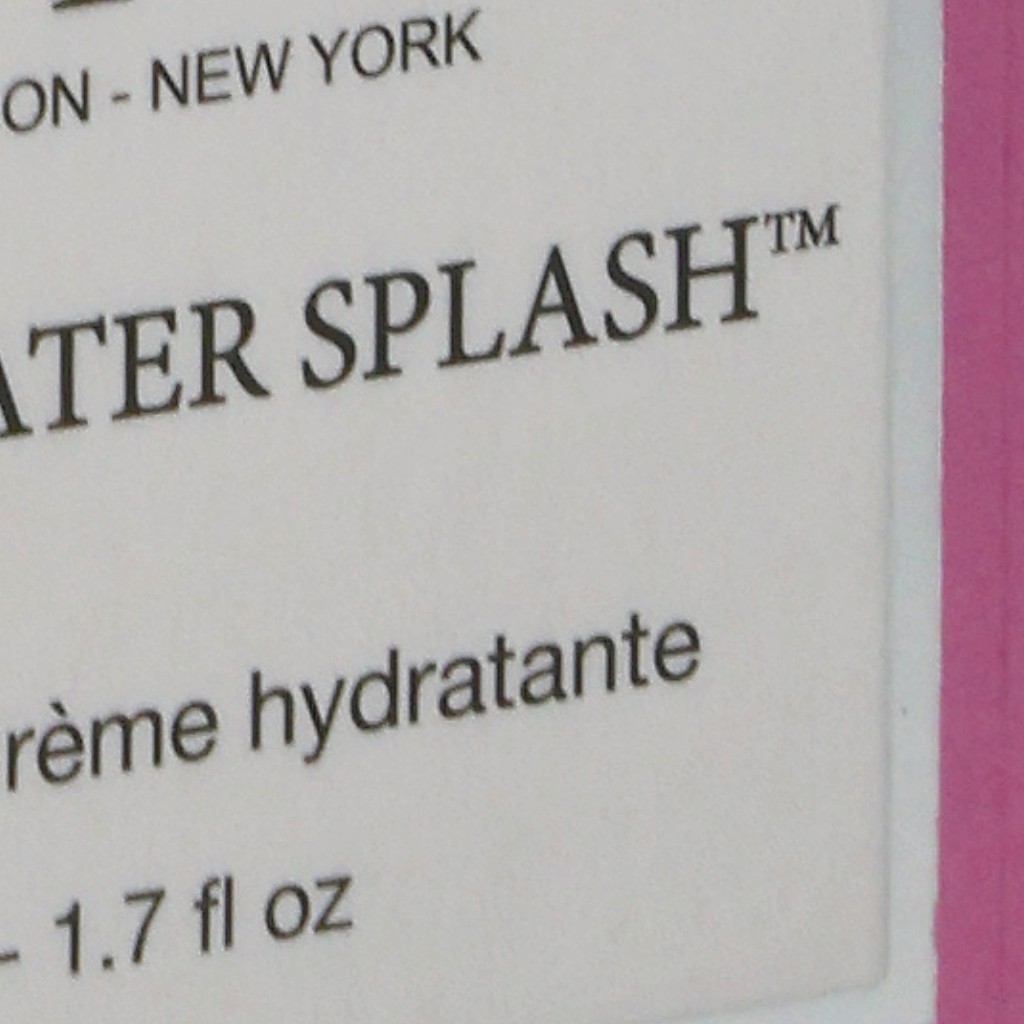 ON - NEW YORK
ATER SPLASH™
rème hydratante
- 1.7 fl oz